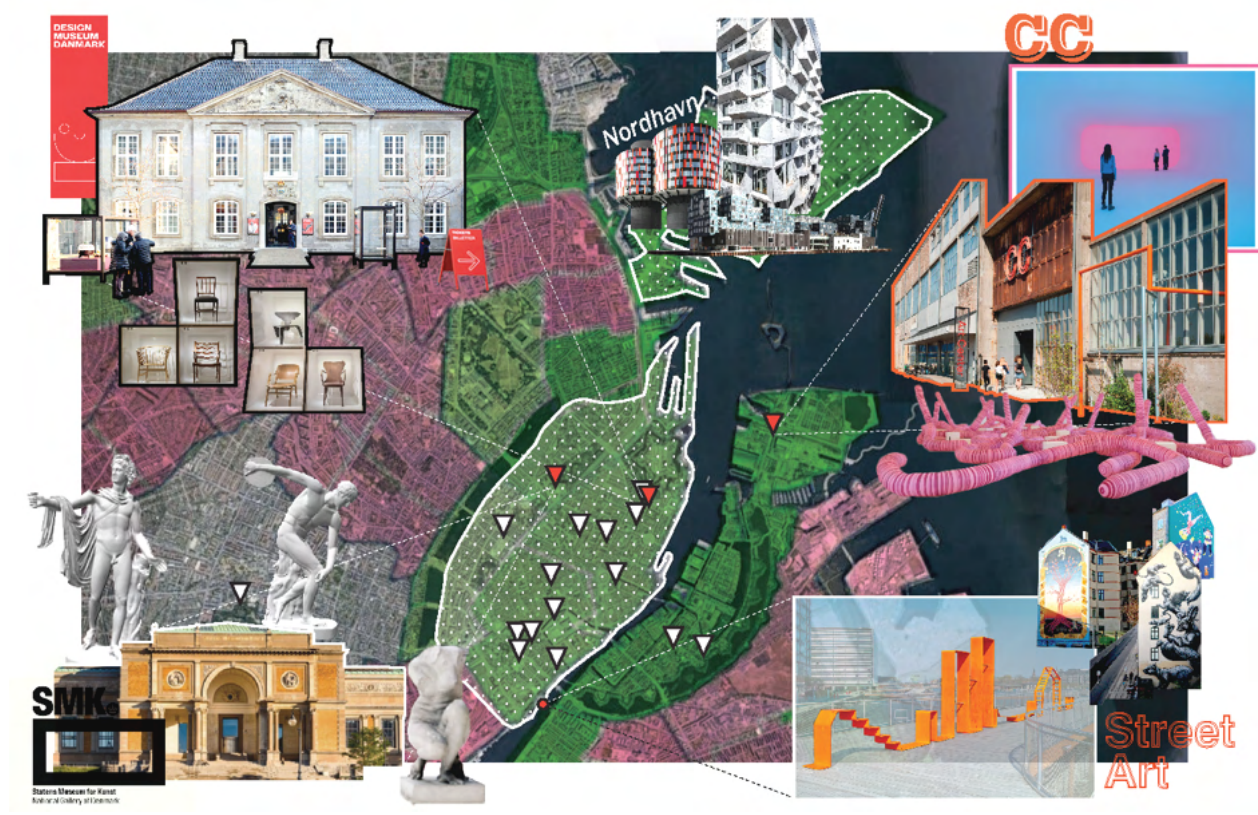 DESIGN
MUSEUM
DANMARK
CC
Nordhavn
CC
SMK
Statens Museum for Kunst
National Gallery of Denmark
Street
Art